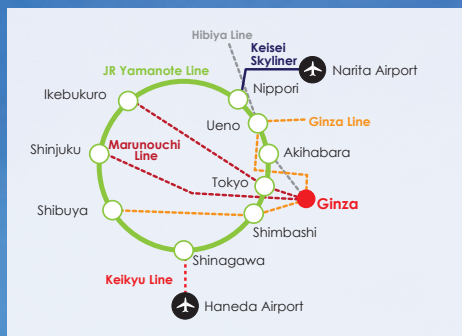 Hibiya Line
Keisei
Skyliner
JR Yamanote Line
Narita Airport
Nippori
Ikebukuro
Ueno
Ginza Line
Shinjuku
Marunouchi
Line
Akihabara
Tokyo
Ginza
Shibuya
Shimbashi
Shinagawa
Keikyu Line
Haneda Airport